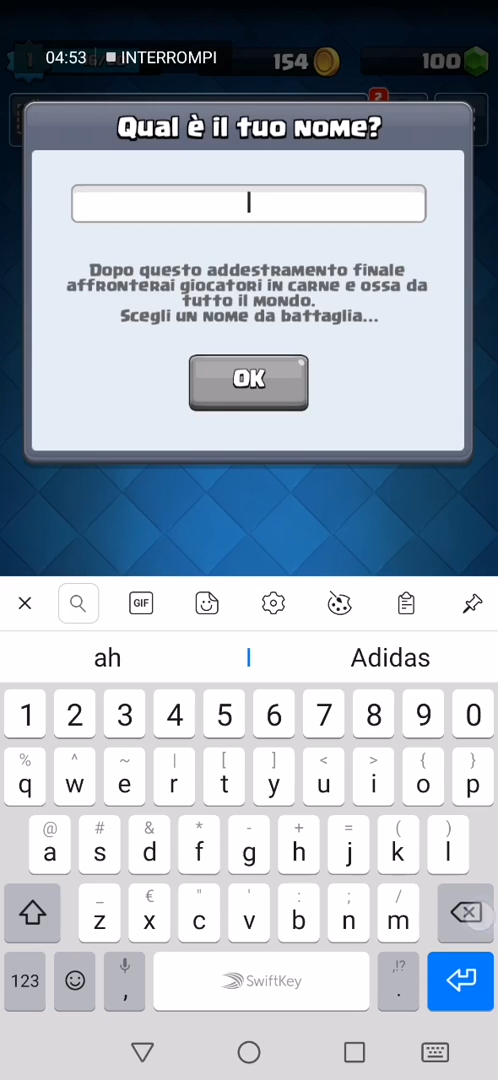 1
04:53 INTERROMPI
154
100
2
Qual è il tuo nome?
Dopo questo addestramento finale
affronterai giocatori in carne e ossa da
tutto il mondo.
Scegli un nome da battaglia...
OK
GIF
ah
I
Adidas
1 2 3 4 5 6 7 8 9 0
% ^ ~ | [ ] < > { }
q w e r t y u i o p
@ # & * - + = ( )
a s d f g h j k l
_ € " ' : ; /
z x c v b n m
,!?
123 , SwiftKey .